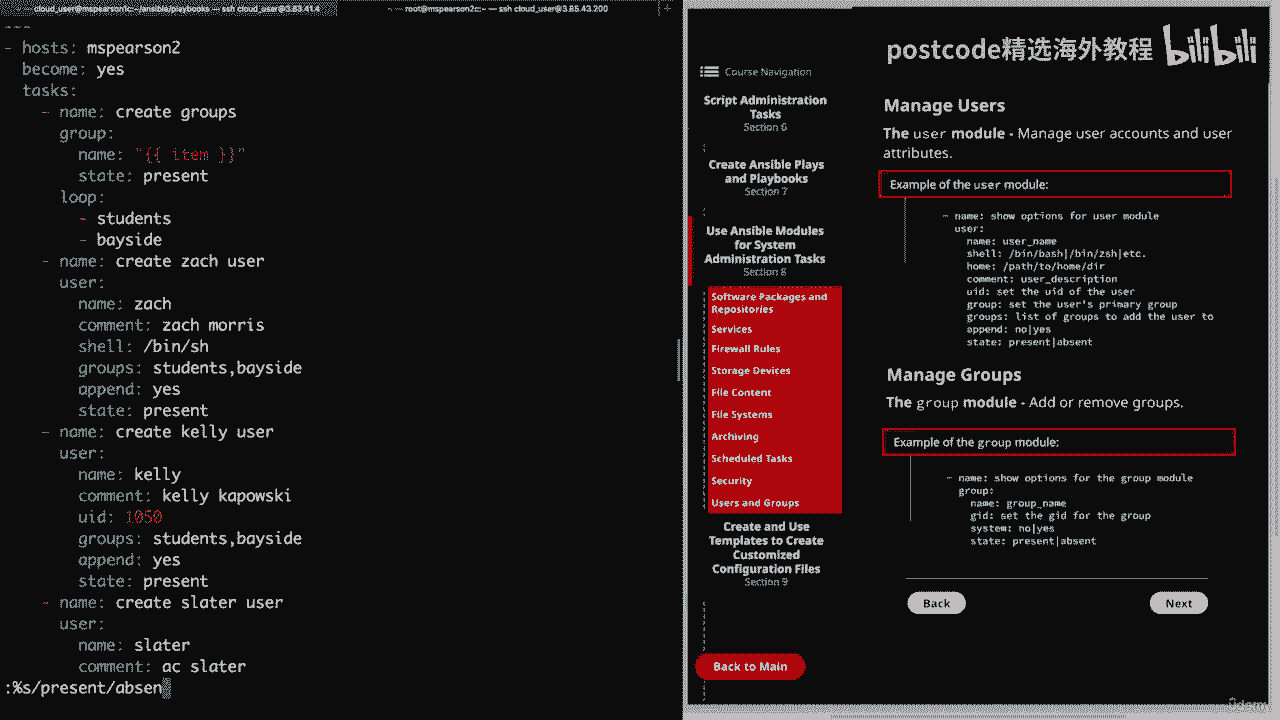 cloud_user@mspearson1c:~/ansible/playbooks — ssh cloud_user@3.85.41.4
~ — root@mspearson2c:~ — ssh cloud_user@3.85.43.200
---
- hosts: mspearson2
become: yes
tasks:
- name: create groups
group:
name: "{{ item }}"
state: present
loop:
- students
- bayside
- name: create zach user
user:
name: zach
comment: zach morris
shell: /bin/sh
groups: students,bayside
append: yes
state: present
- name: create kelly user
user:
name: kelly
comment: kelly kapowski
uid: 1050
groups: students,bayside
append: yes
state: present
- name: create slater user
user:
name: slater
comment: ac slater
:%s/present/absen
Course Navigation
Script Administration
Tasks
Section 6
Create Ansible Plays
and Playbooks
Section 7
Use Ansible Modules
for System
Administration Tasks
Section 8
Software Packages and
Repositories
Services
Firewall Rules
Storage Devices
File Content
File Systems
Archiving
Scheduled Tasks
Security
Users and Groups
Create and Use
Templates to Create
Customized
Configuration Files
Section 9
Back to Main
postcode精选海外教程 bilibili
Manage Users
The user module - Manage user accounts and user
attributes.
Example of the user module:
- name: show options for user module
user:
name: user_name
shell: /bin/bash|/bin/zsh|etc.
home: /path/to/home/dir
comment: user_description
uid: set the uid of the user
group: set the user's primary group
groups: list of groups to add the user to
append: no|yes
state: present|absent
Manage Groups
The group module - Add or remove groups.
Example of the group module:
- name: show options for the group module
group:
name: group_name
gid: set the gid for the group
system: no|yes
state: present|absent
Back
Next
ûdemy